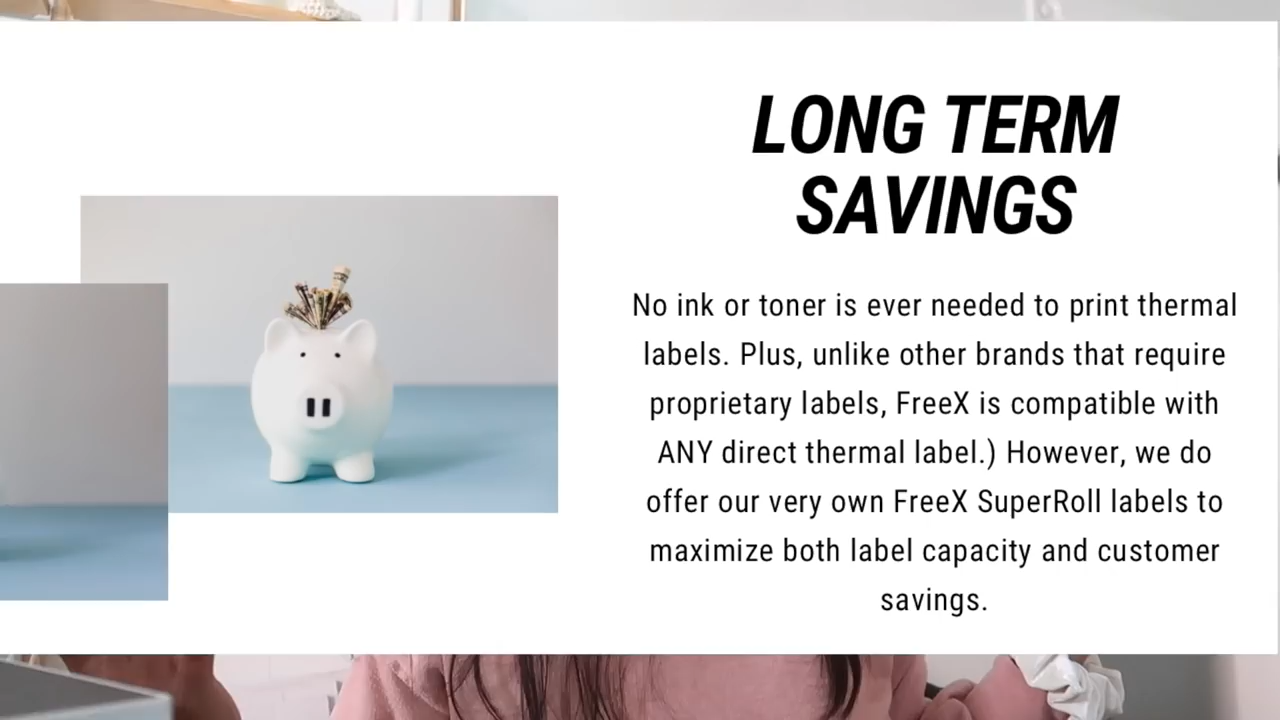 LONG TERM
SAVINGS
No ink or toner is ever needed to print thermal
labels. Plus, unlike other brands that require
proprietary labels, FreeX is compatible with
ANY direct thermal label.) However, we do
offer our very own FreeX SuperRoll labels to
maximize both label capacity and customer
savings.